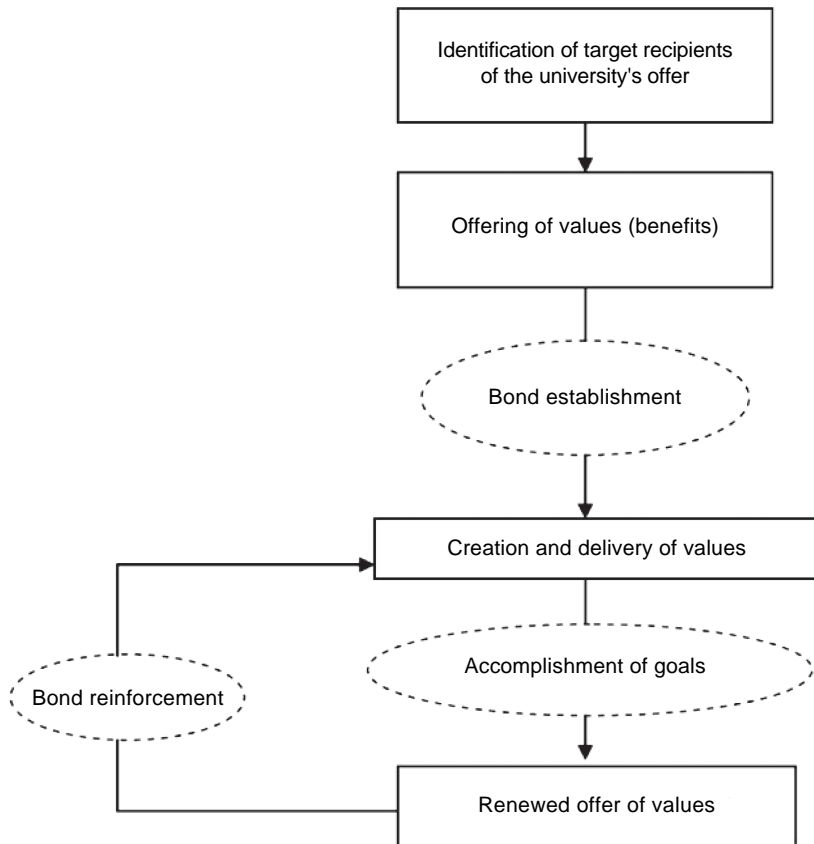 Identification of target recipients
of the university's offer
Offering of values (benefits)
Bond establishment
Creation and delivery of values
Accomplishment of goals
Bond reinforcement
Renewed offer of values